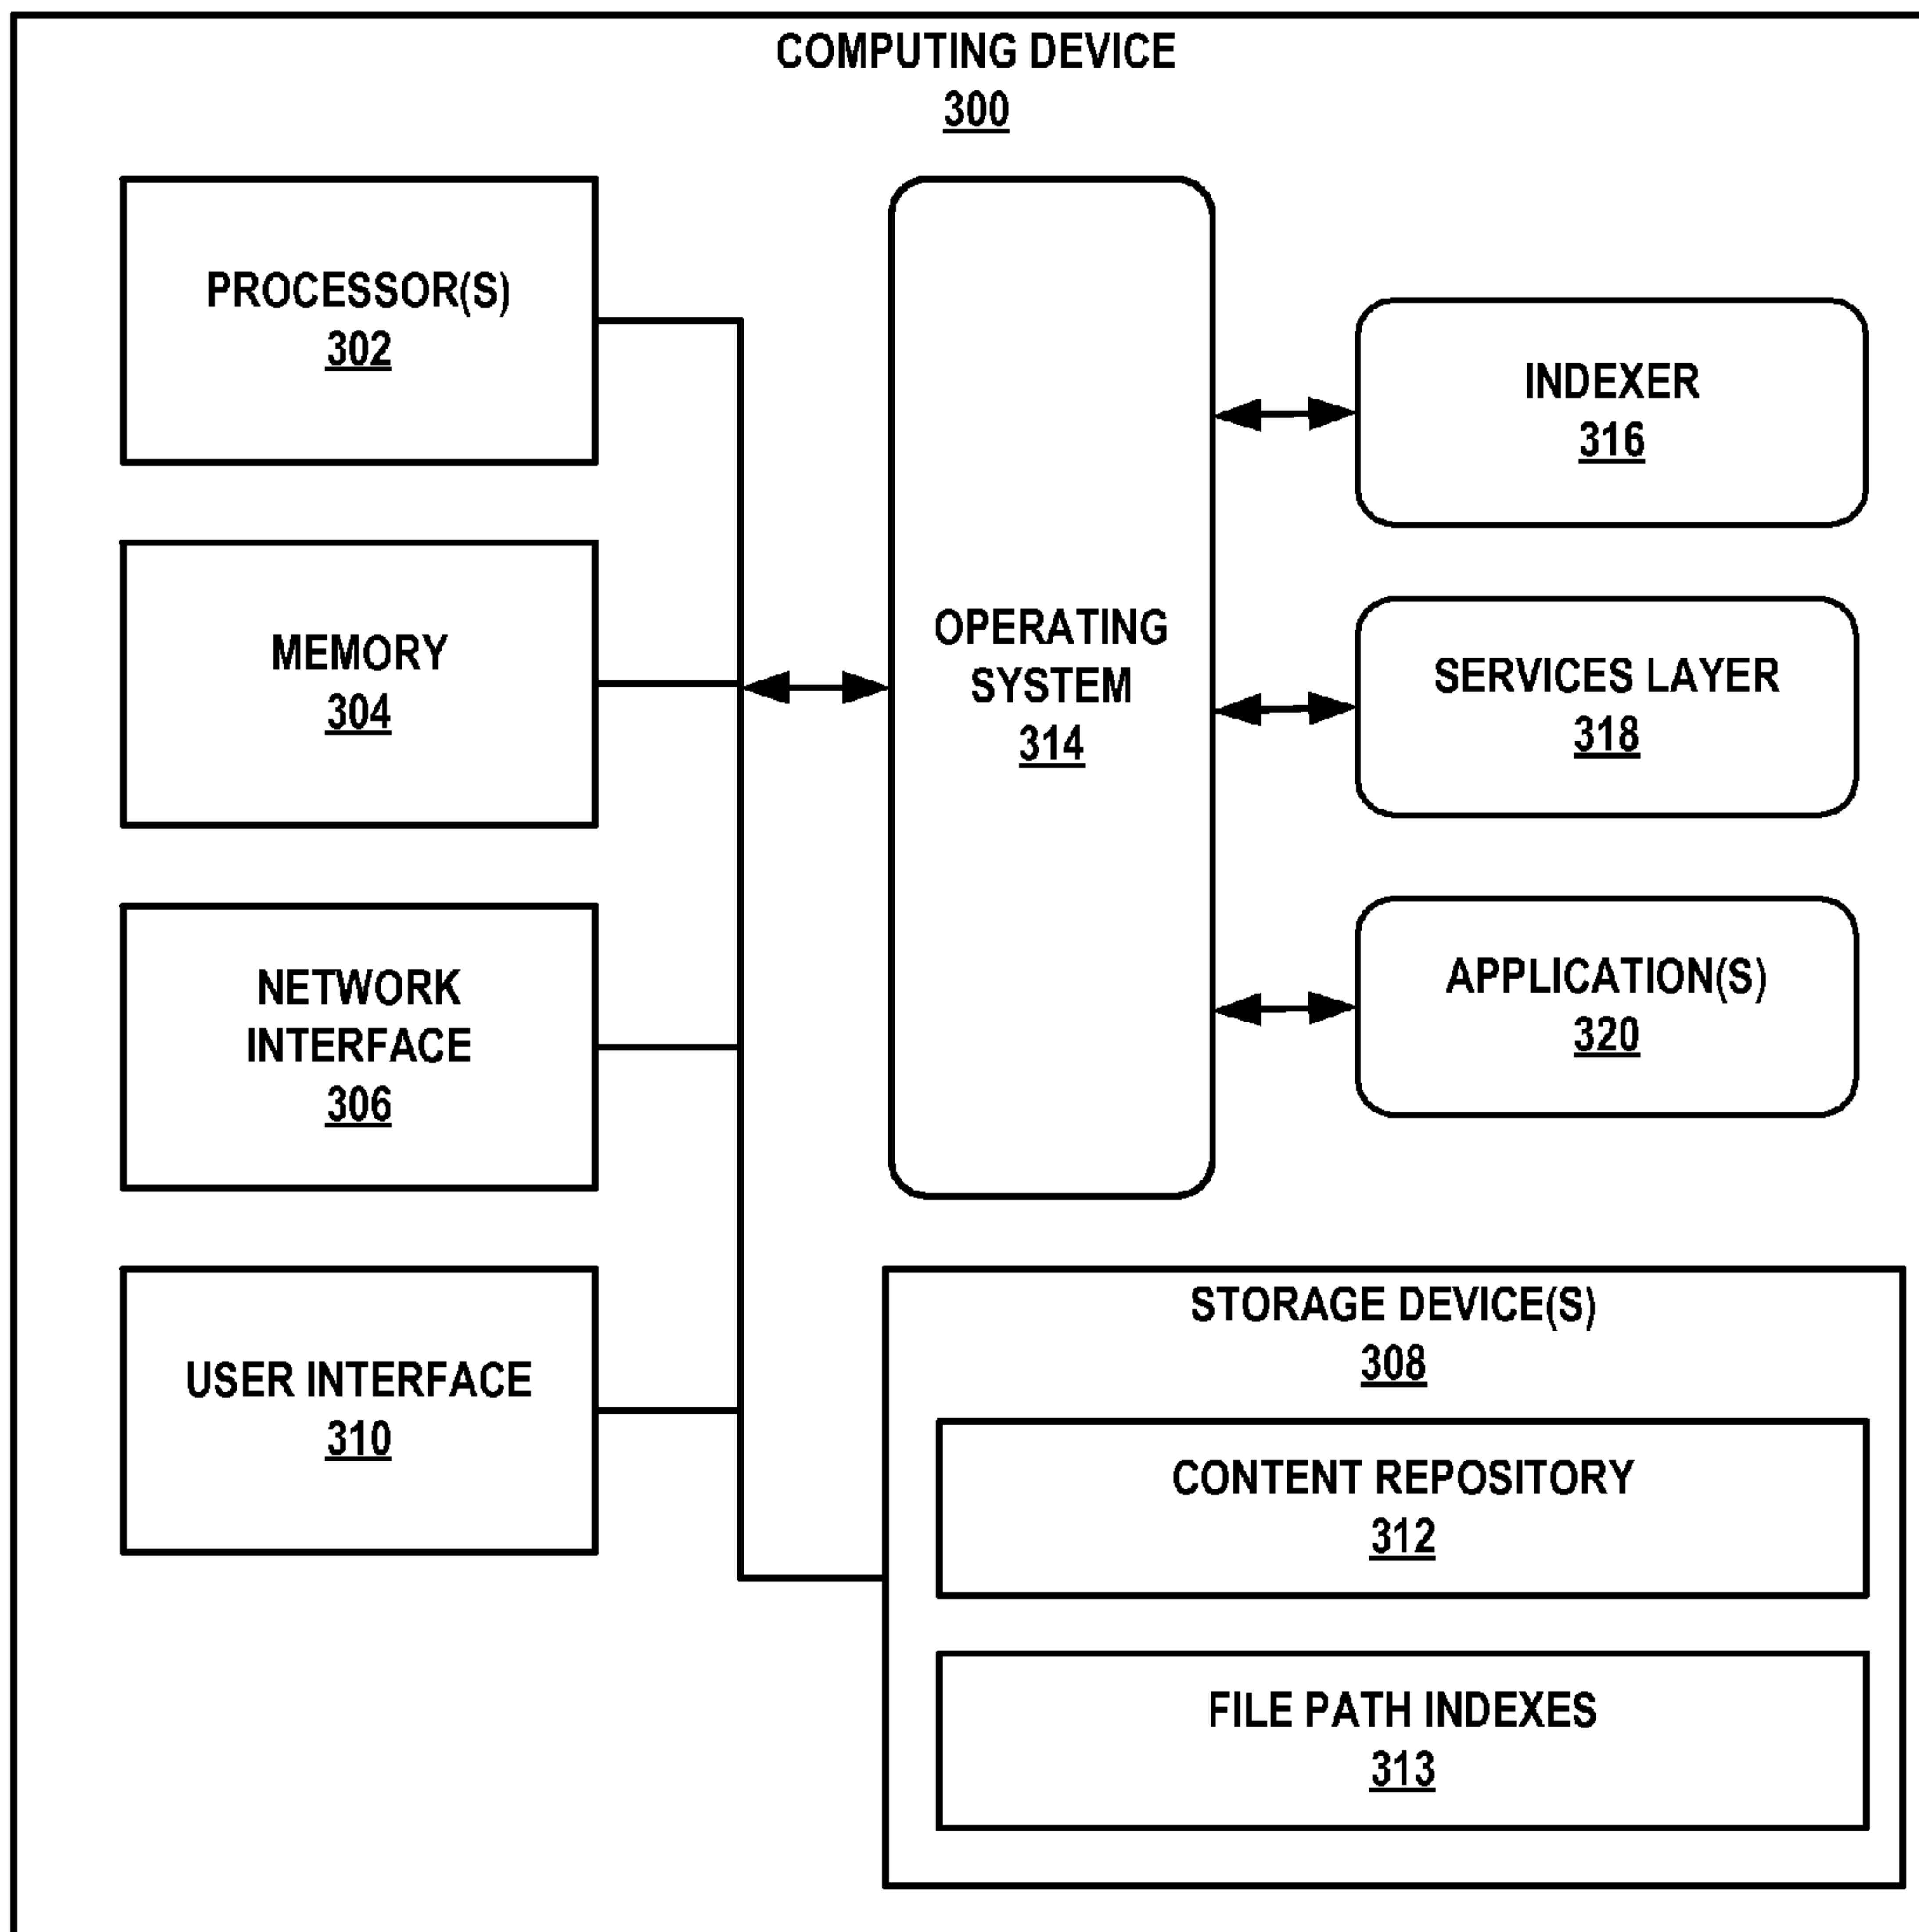 COMPUTING DEVICE
300
PROCESSOR(S)
302
MEMORY
304
NETWORK
INTERFACE
306
USER INTERFACE
310
OPERATING
SYSTEM
314
INDEXER
316
SERVICES LAYER
318
APPLICATION(S)
320
STORAGE DEVICE(S)
308
CONTENT REPOSITORY
312
FILE PATH INDEXES
313